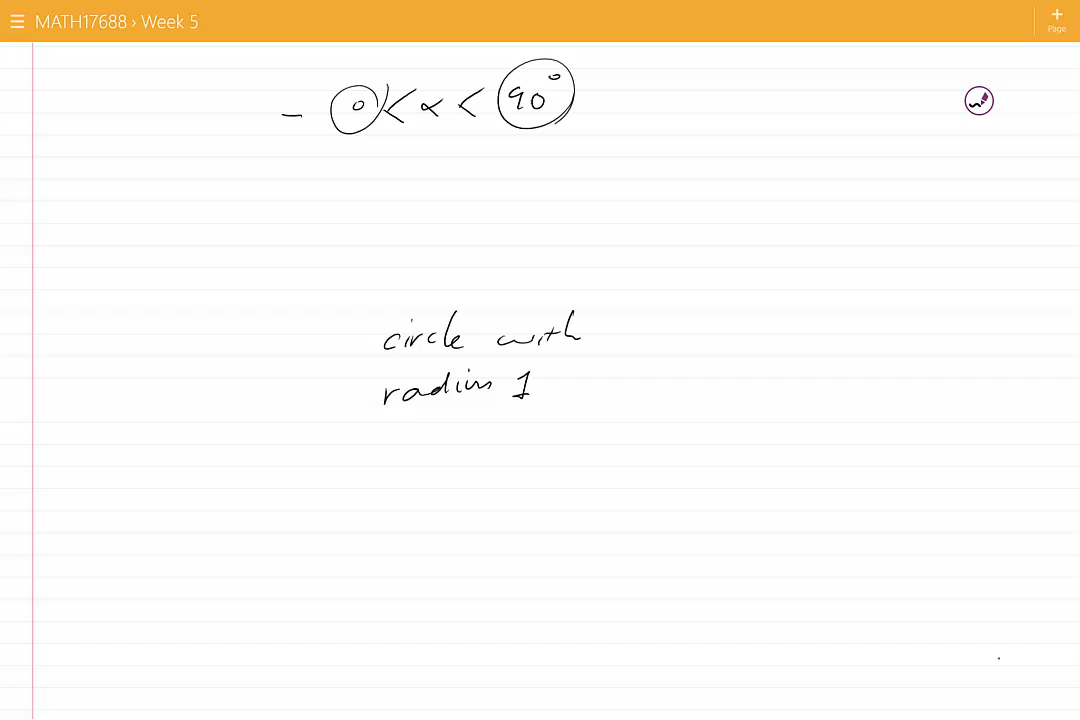 MATH17688 › Week 5
+
Page
- 0 < α < 90°
circle with
radius 1